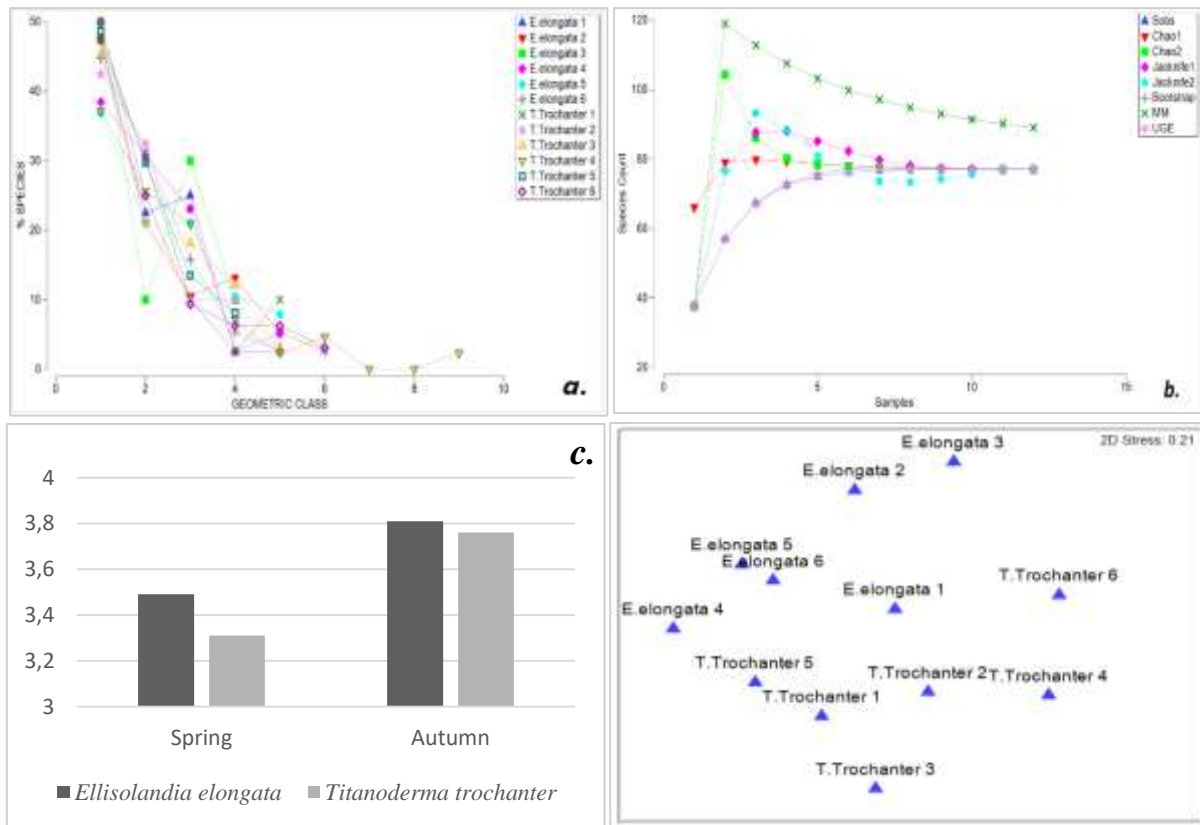 50
40
30
20
10
0
% SPECIES
0 2 4 6 8 10
GEOMETRIC CLASS
E.elongata 1
E.elongata 2
E.elongata 3
E.elongata 4
E.elongata 5
E.elongata 6
T.Trochanter 1
T.Trochanter 2
T.Trochanter 3
T.Trochanter 4
T.Trochanter 5
T.Trochanter 6
a.
120
100
80
60
40
20
Species Count
0 5 10 15
Samples
Sobs
Chao1
Chao2
Jacknife1
Jacknife2
Bootstrap
MM
UGE
b.
c.
4
3,8
3,6
3,4
3,2
3
Spring Autumn
Ellisolandia elongata Titanoderma trochanter
2D Stress: 0.21
E.elongata 3
E.elongata 2
E.elongata 5
E.elongata 6
E.elongata 1
T.Trochanter 6
E.elongata 4
T.Trochanter 5
T.Trochanter 2
T.Trochanter 4
T.Trochanter 1
T.Trochanter 3